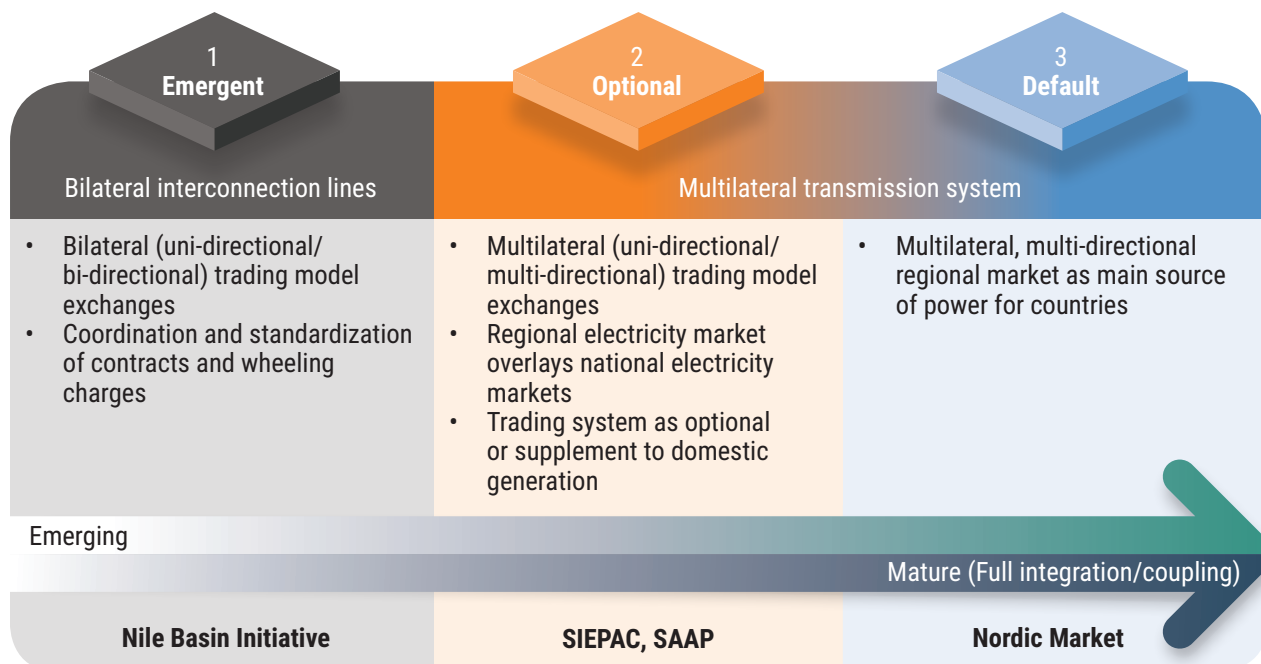 1
Emergent
2
Optional
3
Default
Bilateral interconnection lines
Multilateral transmission system
• Bilateral (uni-directional/
bi-directional) trading model
exchanges
• Coordination and standardization
of contracts and wheeling
charges
• Multilateral (uni-directional/
multi-directional) trading model
exchanges
• Regional electricity market
overlays national electricity
markets
• Trading system as optional
or supplement to domestic
generation
• Multilateral, multi-directional
regional market as main source
of power for countries
Emerging
Mature (Full integration/coupling)
Nile Basin Initiative
SIEPAC, SAAP
Nordic Market